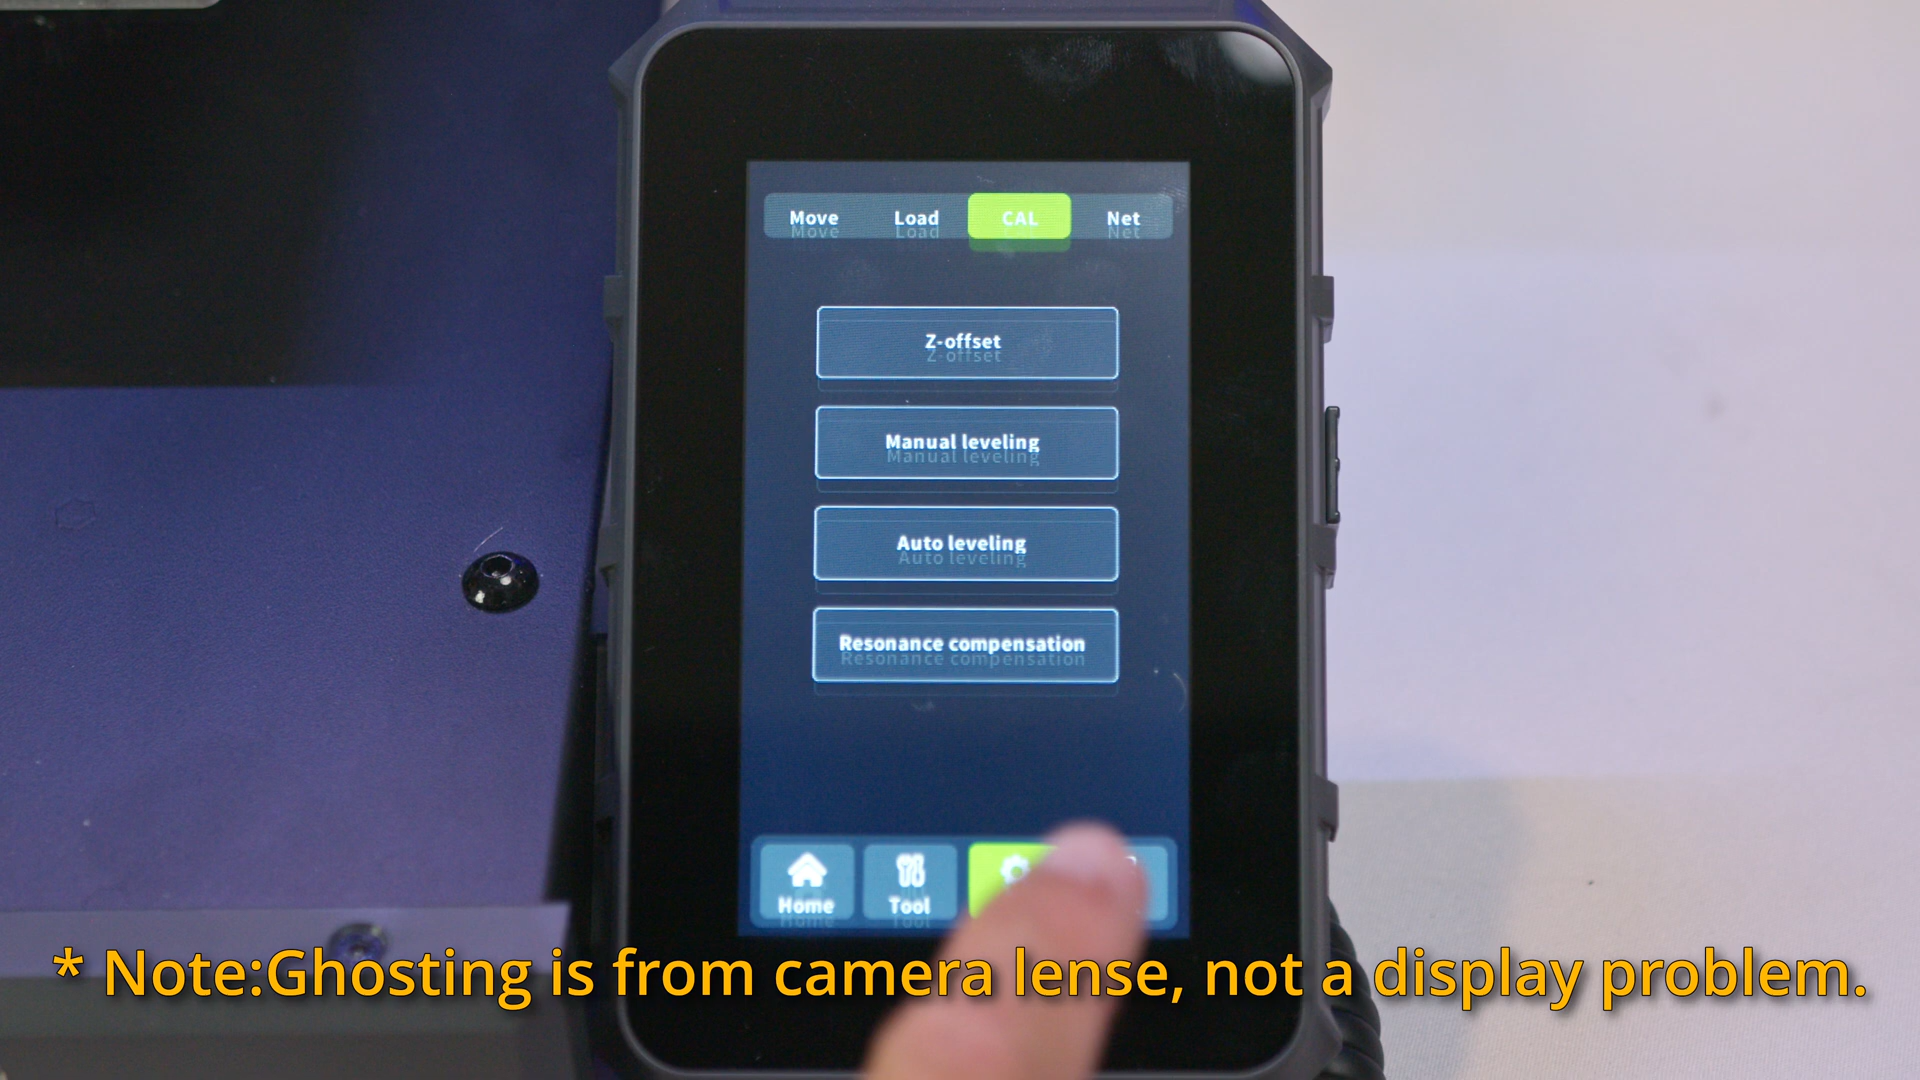 Move Load CAL Net
Z-offset
Manual leveling
Auto leveling
Resonance compensation
Home Tool
* Note:Ghosting is from camera lense, not a display problem.